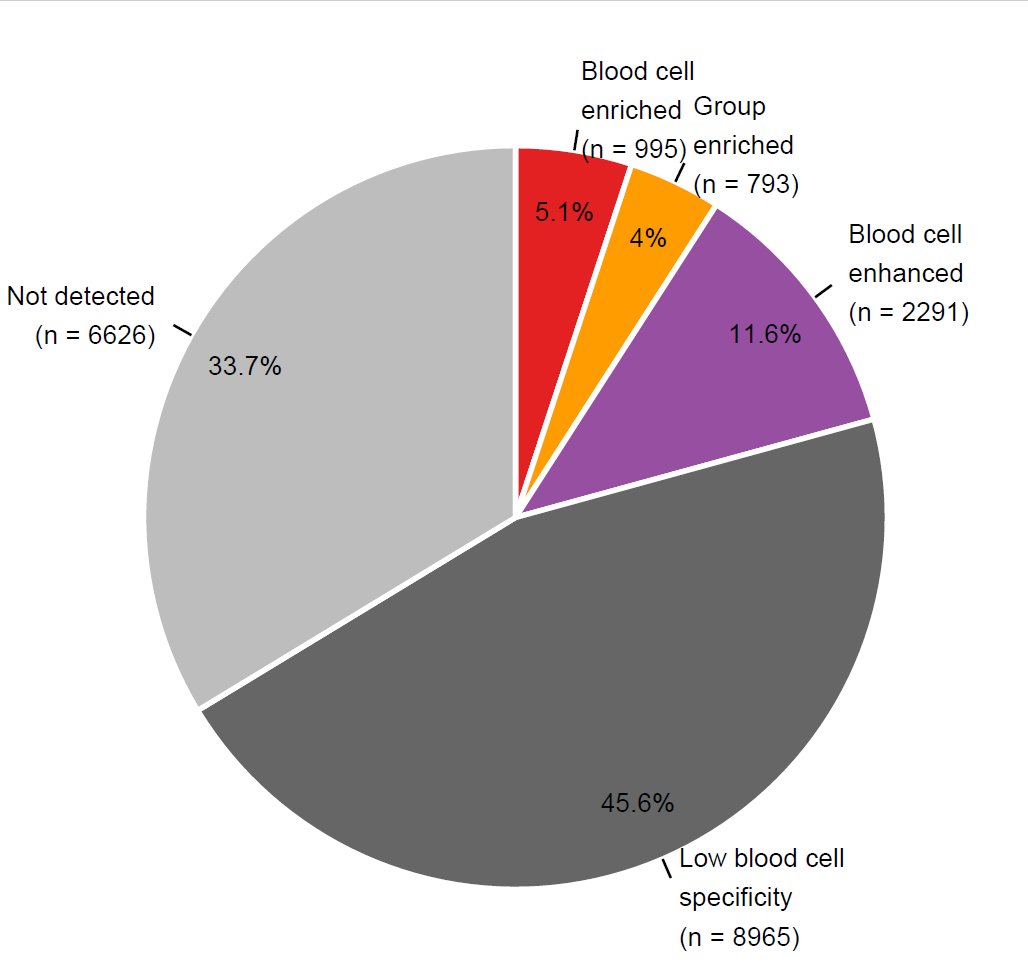 Blood cell
enriched
(n = 995)
Group
enriched
(n = 793)
5.1%
4%
Blood cell
enhanced
(n = 2291)
11.6%
Not detected
(n = 6626)
33.7%
45.6%
Low blood cell
specificity
(n = 8965)